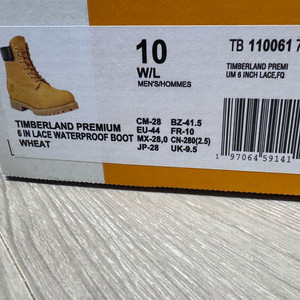 10
W/L
MEN'S/HOMMES
TB 110061 7
TIMBERLAND PREMI
UM 6 INCH LACE,FQ
TIMBERLAND PREMIUM
6 IN LACE WATERPROOF BOOT
WHEAT
CM-28 BZ-41.5
EU-44 FR-10
MX-28,0 CN-280(2.5)
JP-28 UK-9.5
1 97064 59141